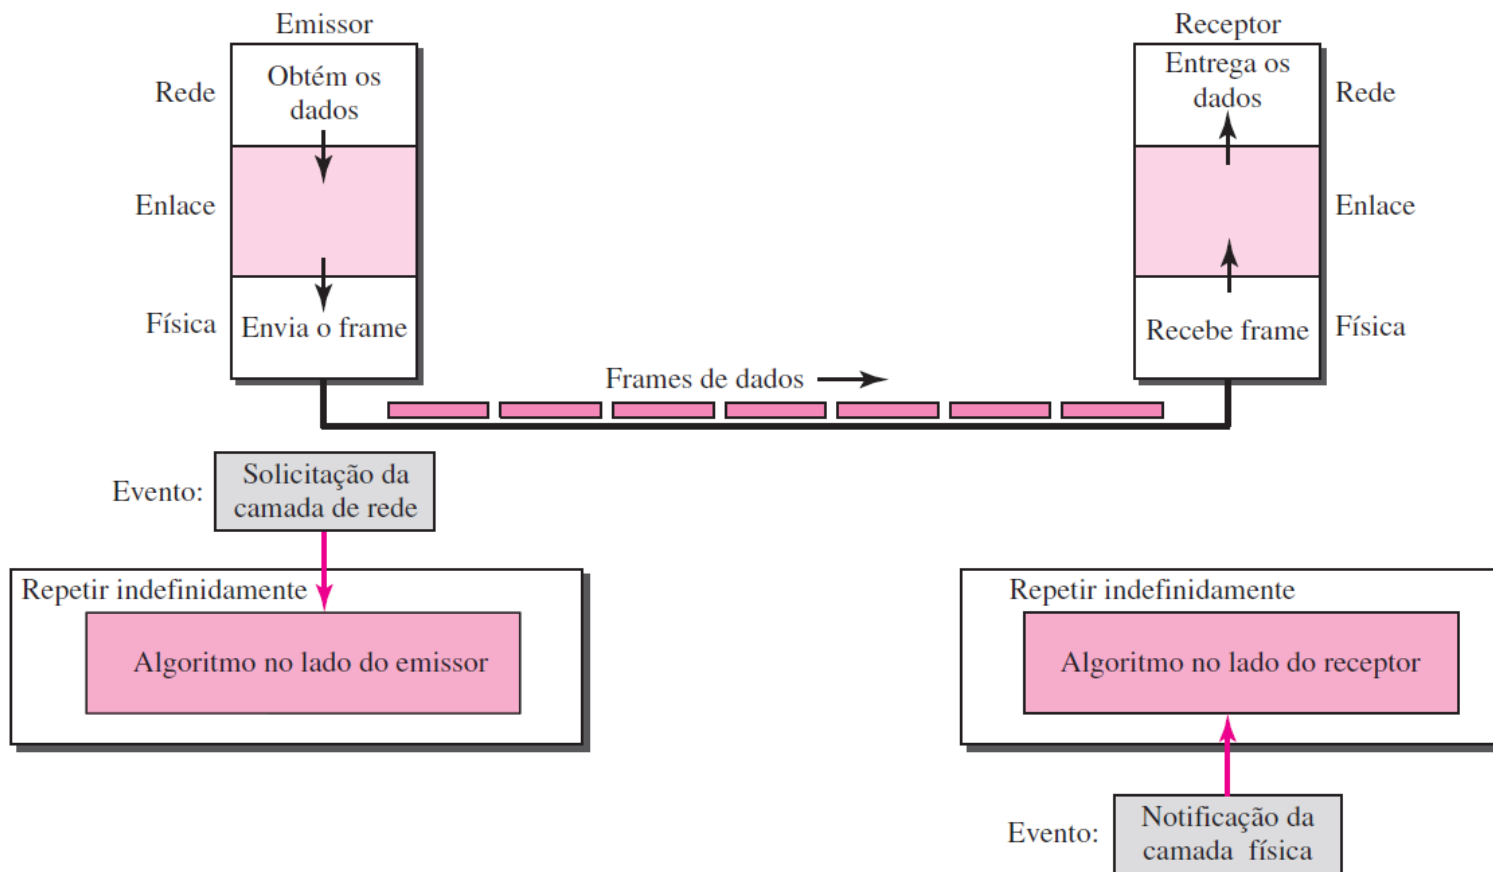 Emissor
Receptor
Rede
Obtém os
dados
Entrega os
dados
Rede
Enlace
Enlace
Física
Envia o frame
Recebe frame
Física
Frames de dados
Evento:
Solicitação da
camada de rede
Repetir indefinidamente
Algoritmo no lado do emissor
Repetir indefinidamente
Algoritmo no lado do receptor
Evento:
Notificação da
camada física